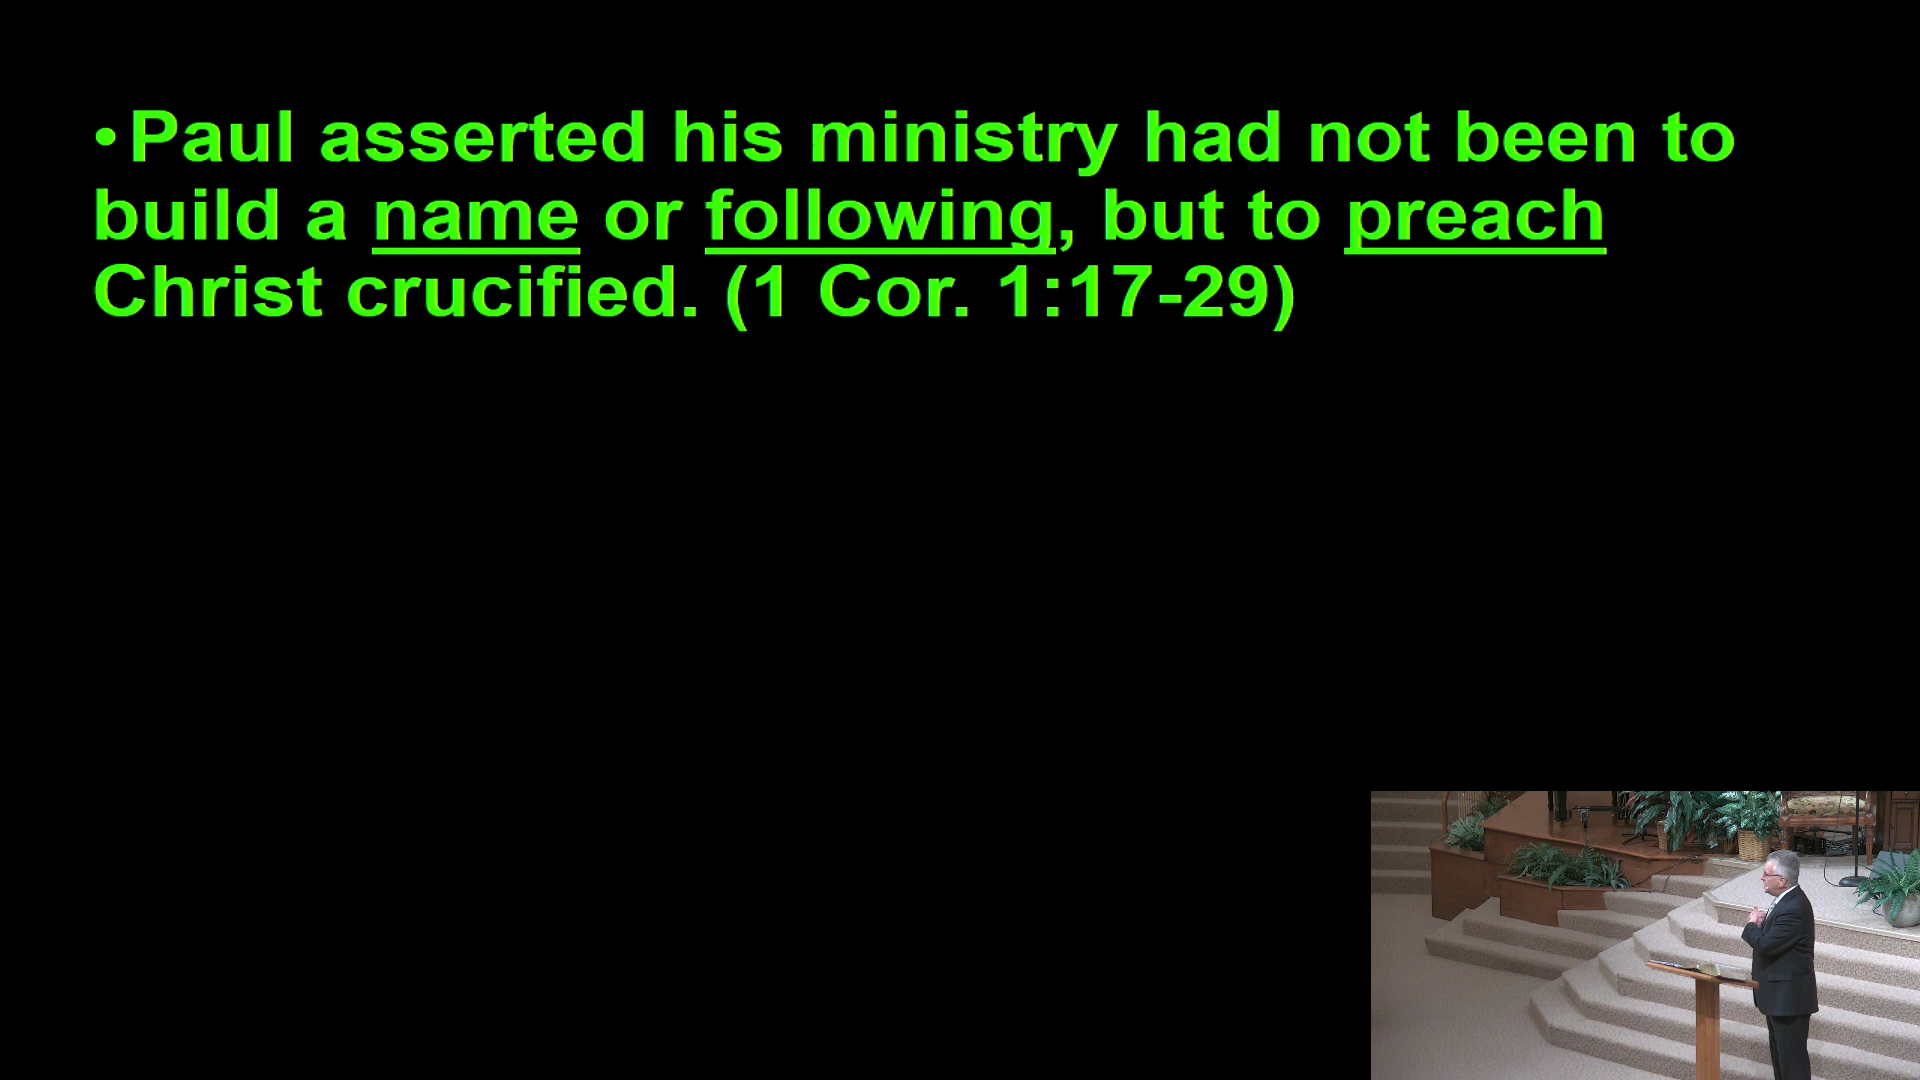 •Paul asserted his ministry had not been to
build a name or following, but to preach
Christ crucified. (1 Cor. 1:17-29)